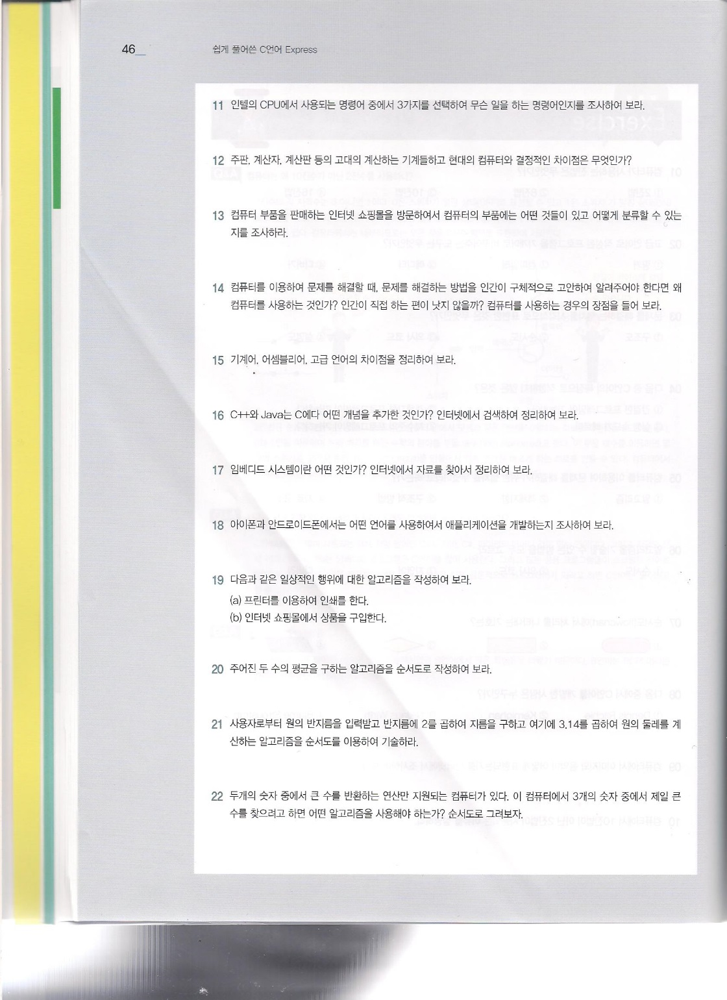 46_
쉽게 풀어쓴 C언어 Express
11 인텔의 CPU에서 사용되는 명령어 중에서 3가지를 선택하여 무슨 일을 하는 명령어인지를 조사하여 보라.
12 주판, 계산자, 계산판 등의 고대의 계산하는 기계들하고 현대의 컴퓨터와 결정적인 차이점은 무엇인가?
13 컴퓨터 부품을 판매하는 인터넷 쇼핑몰을 방문하여서 컴퓨터의 부품에는 어떤 것들이 있고 어떻게 분류할 수 있는
지를 조사하라.
14 컴퓨터를 이용하여 문제를 해결할 때, 문제를 해결하는 방법을 인간이 구체적으로 고안하여 알려주어야 한다면 왜
컴퓨터를 사용하는 것인가? 인간이 직접 하는 편이 낫지 않을까? 컴퓨터를 사용하는 경우의 장점을 들어 보라.
15 기계어, 어셈블리어, 고급 언어의 차이점을 정리하여 보라.
16 C++와 Java는 C에다 어떤 개념을 추가한 것인가? 인터넷에서 검색하여 정리하여 보라.
17 임베디드 시스템이란 어떤 것인가? 인터넷에서 자료를 찾아서 정리하여 보라.
18 아이폰과 안드로이드폰에서는 어떤 언어를 사용하여서 애플리케이션을 개발하는지 조사하여 보라.
19 다음과 같은 일상적인 행위에 대한 알고리즘을 작성하여 보라.
(a) 프린터를 이용하여 인쇄를 한다.
(b) 인터넷 쇼핑몰에서 상품을 구입한다.
20 주어진 두 수의 평균을 구하는 알고리즘을 순서도로 작성하여 보라.
21 사용자로부터 원의 반지름을 입력받고 반지름에 2를 곱하여 지름을 구하고 여기에 3.14를 곱하여 원의 둘레를 계
산하는 알고리즘을 순서도를 이용하여 기술하라.
22 두개의 숫자 중에서 큰 수를 반환하는 연산만 지원되는 컴퓨터가 있다. 이 컴퓨터에서 3개의 숫자 중에서 제일 큰
수를 찾으려고 하면 어떤 알고리즘을 사용해야 하는가? 순서도로 그려보자.